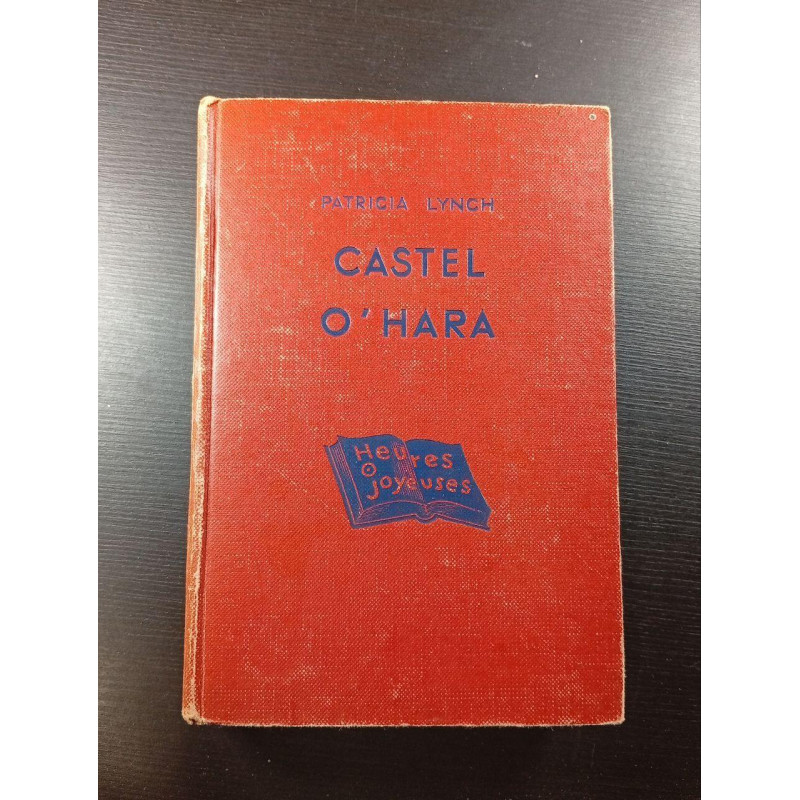 PATRICIA LYNCH
CASTEL
O'HARA
Heures
joyeuses